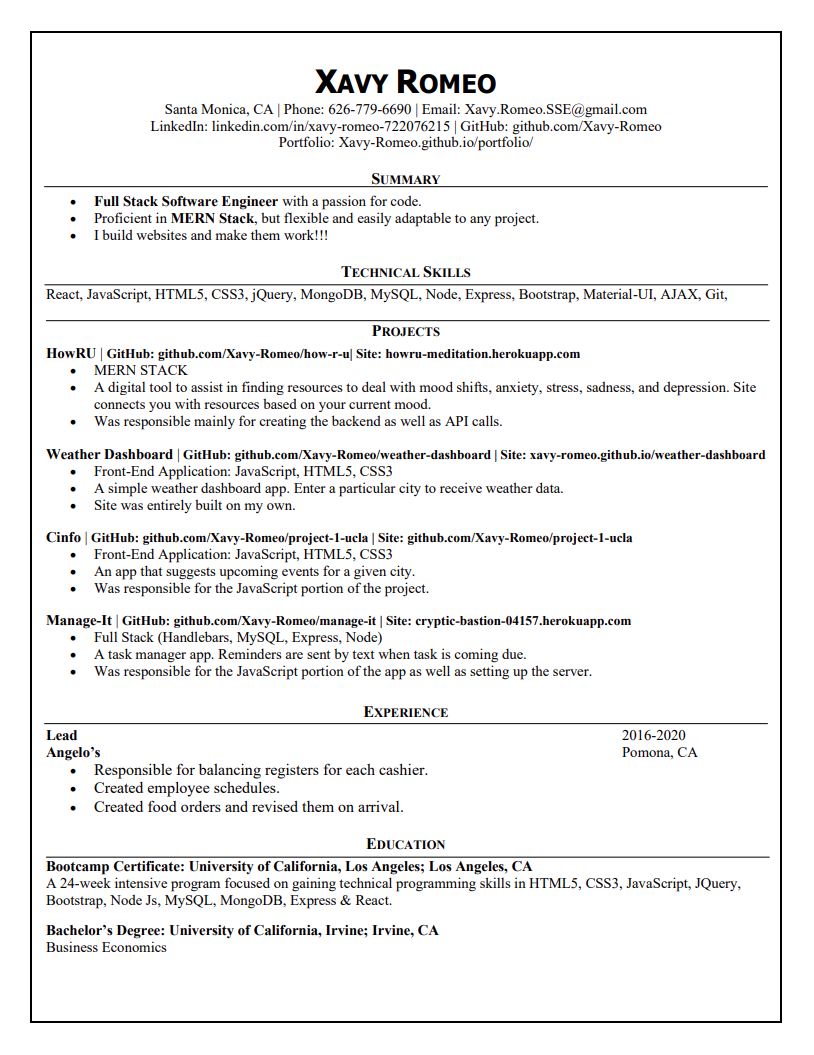 XAVY ROMEO
Santa Monica, CA | Phone: 626-779-6690 | Email: Xavy.Romeo.SSE@gmail.com
LinkedIn: linkedin.com/in/xavy-romeo-722076215 | GitHub: github.com/Xavy-Romeo
Portfolio: Xavy-Romeo.github.io/portfolio/
SUMMARY
• Full Stack Software Engineer with a passion for code.
• Proficient in MERN Stack, but flexible and easily adaptable to any project.
• I build websites and make them work!!!
TECHNICAL SKILLS
React, JavaScript, HTML5, CSS3, jQuery, MongoDB, MySQL, Node, Express, Bootstrap, Material-UI, AJAX, Git,
PROJECTS
HowRU | GitHub: github.com/Xavy-Romeo/how-r-u| Site: howru-meditation.herokuapp.com
• MERN STACK
• A digital tool to assist in finding resources to deal with mood shifts, anxiety, stress, sadness, and depression. Site
connects you with resources based on your current mood.
• Was responsible mainly for creating the backend as well as API calls.
Weather Dashboard | GitHub: github.com/Xavy-Romeo/weather-dashboard | Site: xavy-romeo.github.io/weather-dashboard
• Front-End Application: JavaScript, HTML5, CSS3
• A simple weather dashboard app. Enter a particular city to receive weather data.
• Site was entirely built on my own.
Cinfo | GitHub: github.com/Xavy-Romeo/project-1-ucla | Site: github.com/Xavy-Romeo/project-1-ucla
• Front-End Application: JavaScript, HTML5, CSS3
• An app that suggests upcoming events for a given city.
• Was responsible for the JavaScript portion of the project.
Manage-It | GitHub: github.com/Xavy-Romeo/manage-it | Site: cryptic-bastion-04157.herokuapp.com
• Full Stack (Handlebars, MySQL, Express, Node)
• A task manager app. Reminders are sent by text when task is coming due.
• Was responsible for the JavaScript portion of the app as well as setting up the server.
EXPERIENCE
Lead 2016-2020
Angelo’s Pomona, CA
• Responsible for balancing registers for each cashier.
• Created employee schedules.
• Created food orders and revised them on arrival.
EDUCATION
Bootcamp Certificate: University of California, Los Angeles; Los Angeles, CA
A 24-week intensive program focused on gaining technical programming skills in HTML5, CSS3, JavaScript, JQuery,
Bootstrap, Node Js, MySQL, MongoDB, Express & React.
Bachelor’s Degree: University of California, Irvine; Irvine, CA
Business Economics